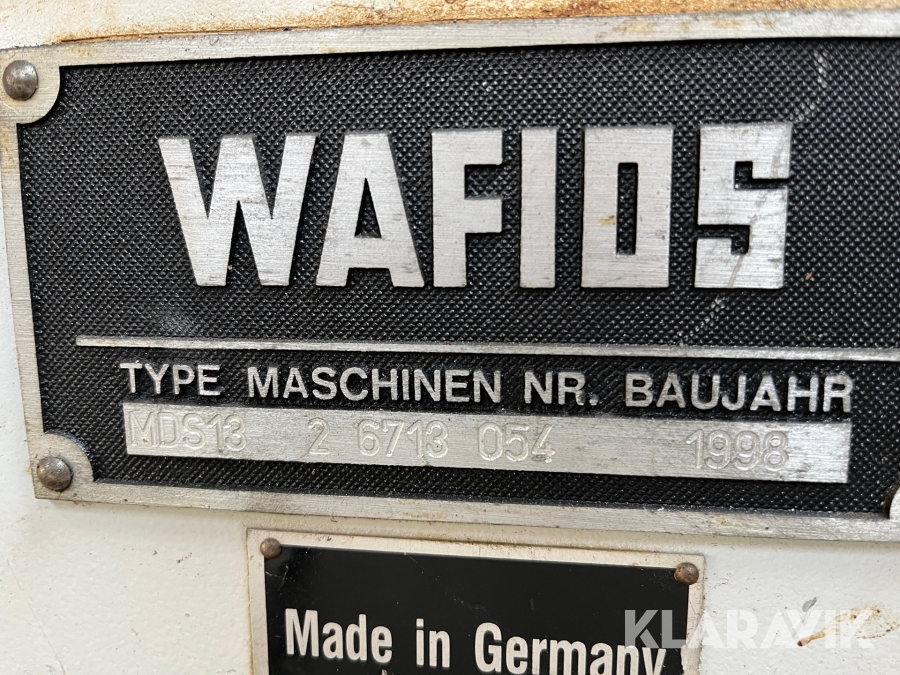 WAFIOS
TYPE MASCHINEN NR. BAUJAHR
MDS13 2 6713 054 1998
Made in Germany
KLARAVIK